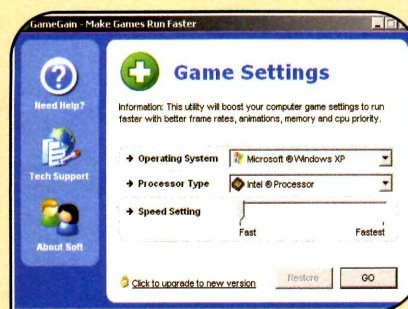 GameGain - Make Games Run Faster
Need Help?
Tech Support
About Soft
Game Settings
Information: This utility will boost your computer game settings to run
faster with better frame rates, animations, memory and cpu priority.
→ Operating System
Microsoft ® Windows XP
→ Processor Type
Intel ® Processor
→ Speed Setting
Fast
Fastest
Click to upgrade to new version
Restore
GO